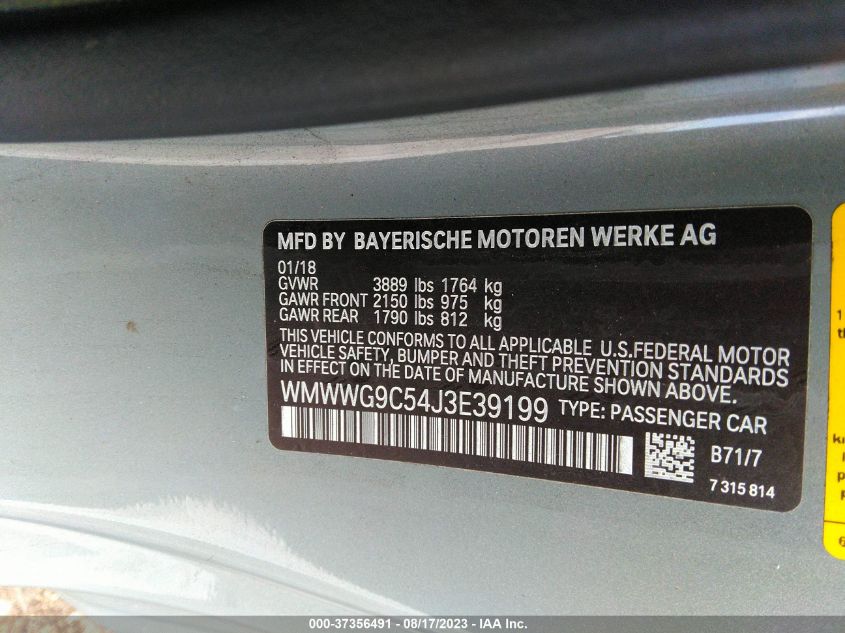 MFD BY BAYERISCHE MOTOREN WERKE AG
01/18
GVWR 3889 lbs 1764 kg
GAWR FRONT 2150 lbs 975 kg
GAWR REAR 1790 lbs 812 kg
THIS VEHICLE CONFORMS TO ALL APPLICABLE U.S.FEDERAL MOTOR
VEHICLE SAFETY, BUMPER AND THEFT PREVENTION STANDARDS
IN EFFECT ON THE DATE OF MANUFACTURE SHOWN ABOVE.
WMWWG9C54J3E39199 TYPE: PASSENGER CAR
B71/7
7 315 814
000-37356491 - 08/17/2023 - IAA Inc.